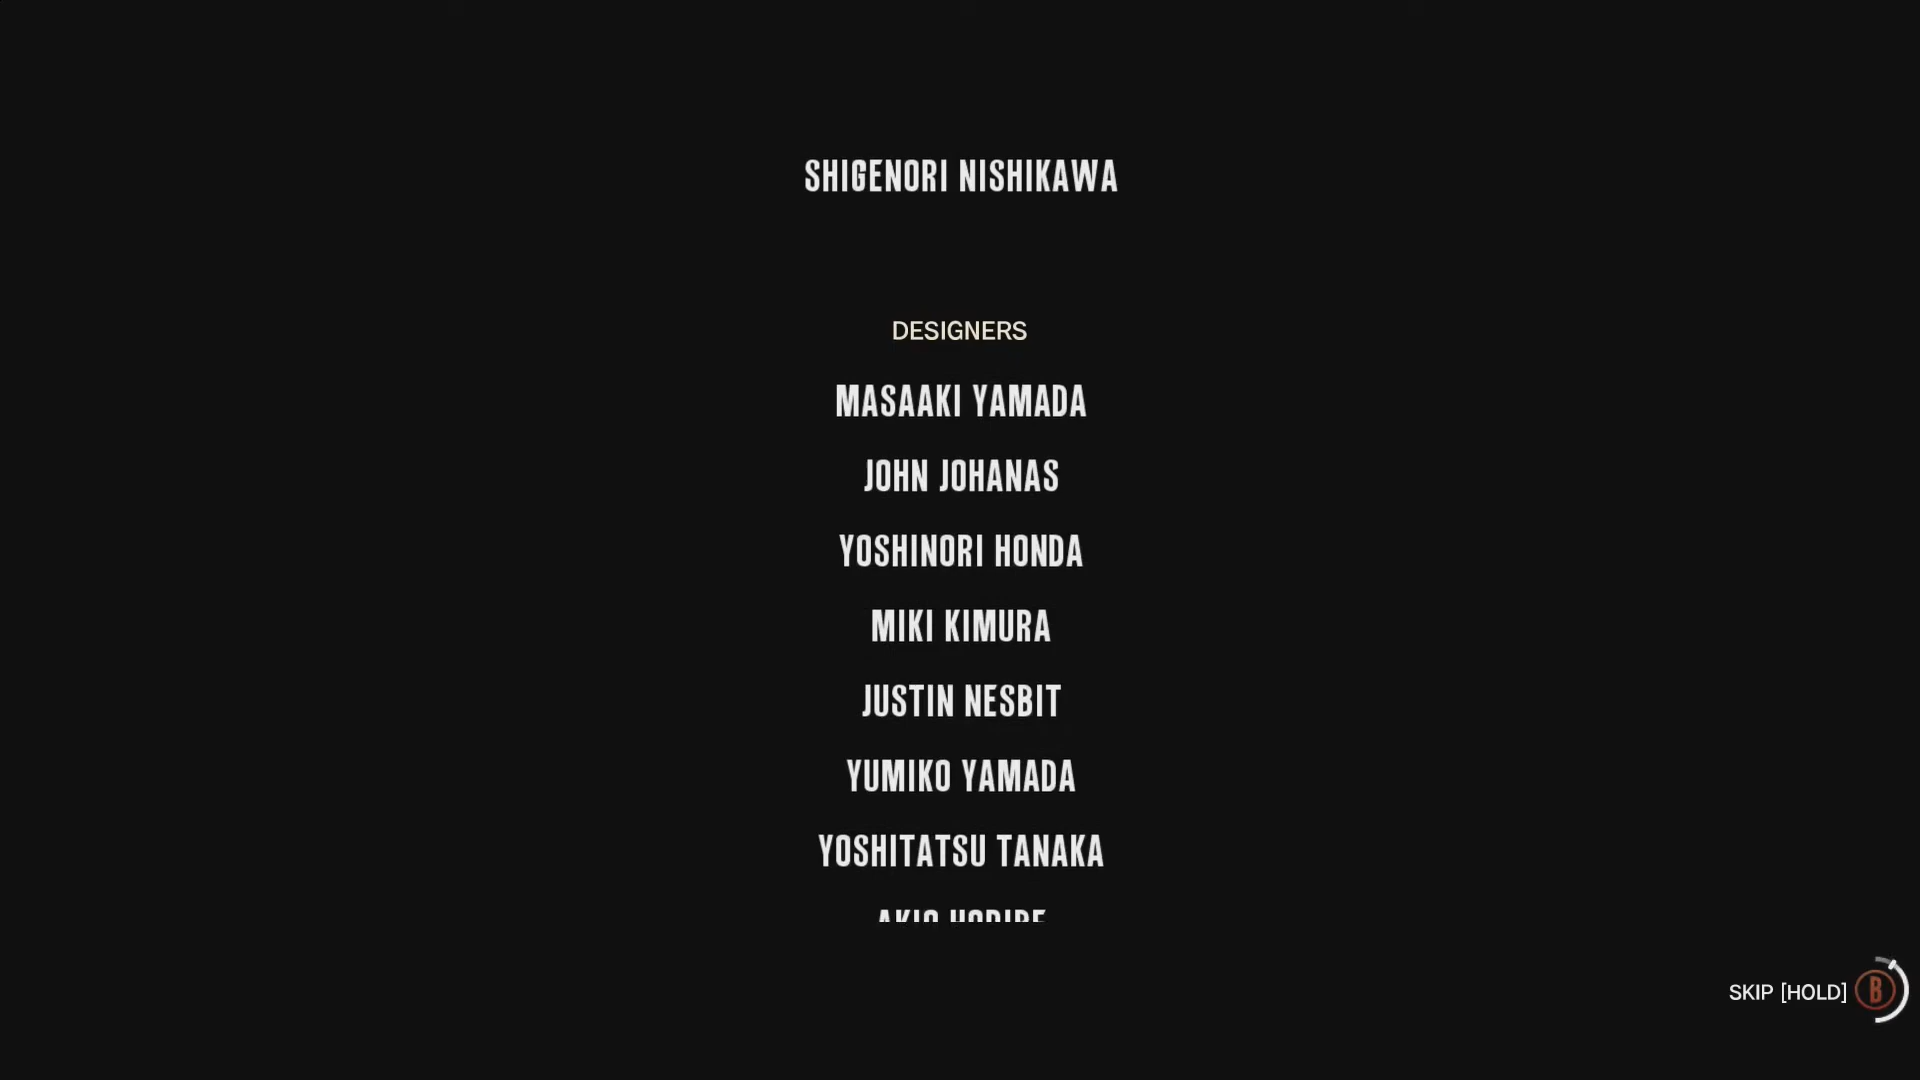 SHIGENORI NISHIKAWA
DESIGNERS
MASAAKI YAMADA
JOHN JOHANAS
YOSHINORI HONDA
MIKI KIMURA
JUSTIN NESBIT
YUMIKO YAMADA
YOSHITATSU TANAKA
SKIP [HOLD] B